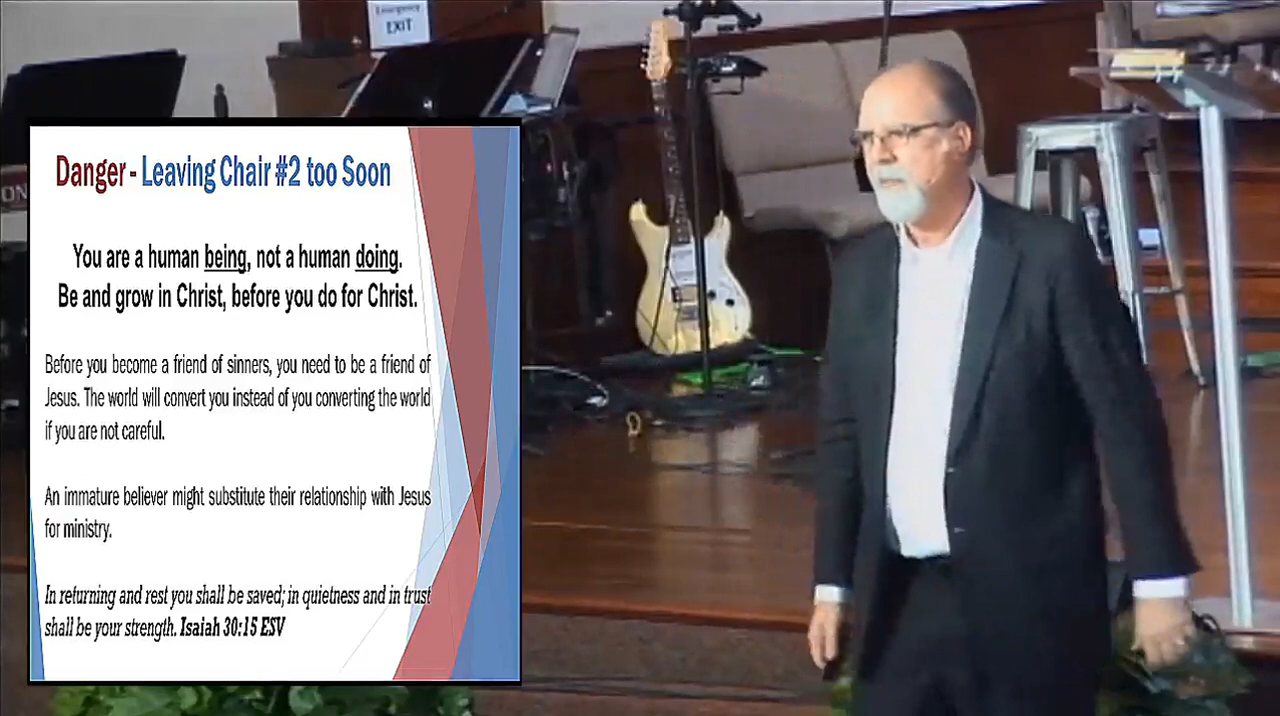 Emergency
EXIT
ON
Danger - Leaving Chair #2 too Soon
You are a human being, not a human doing.
Be and grow in Christ, before you do for Christ.
Before you become a friend of sinners, you need to be a friend of
Jesus. The world will convert you instead of you converting the world
if you are not careful.
An immature believer might substitute their relationship with Jesus
for ministry.
In returning and rest you shall be saved; in quietness and in trust
shall be your strength. Isaiah 30:15 ESV